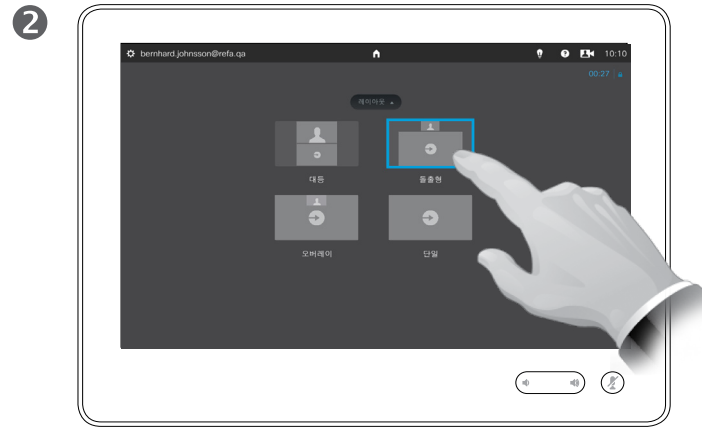 2
bernhard.johnsson@refa.qa
10:10
00:27
레이아웃
대등
돌출형
오버레이
단일